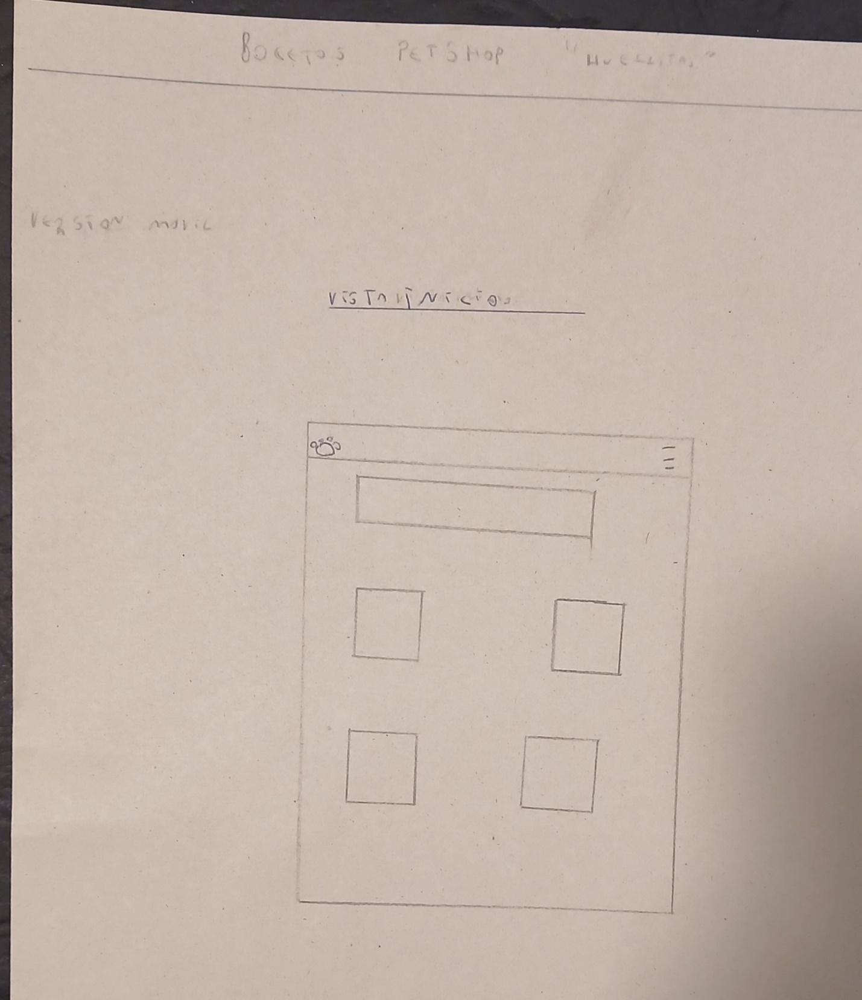 BOCETOS PETSHOP "HUELLITAS"
VERSION MOVIL
VISTA INICIO